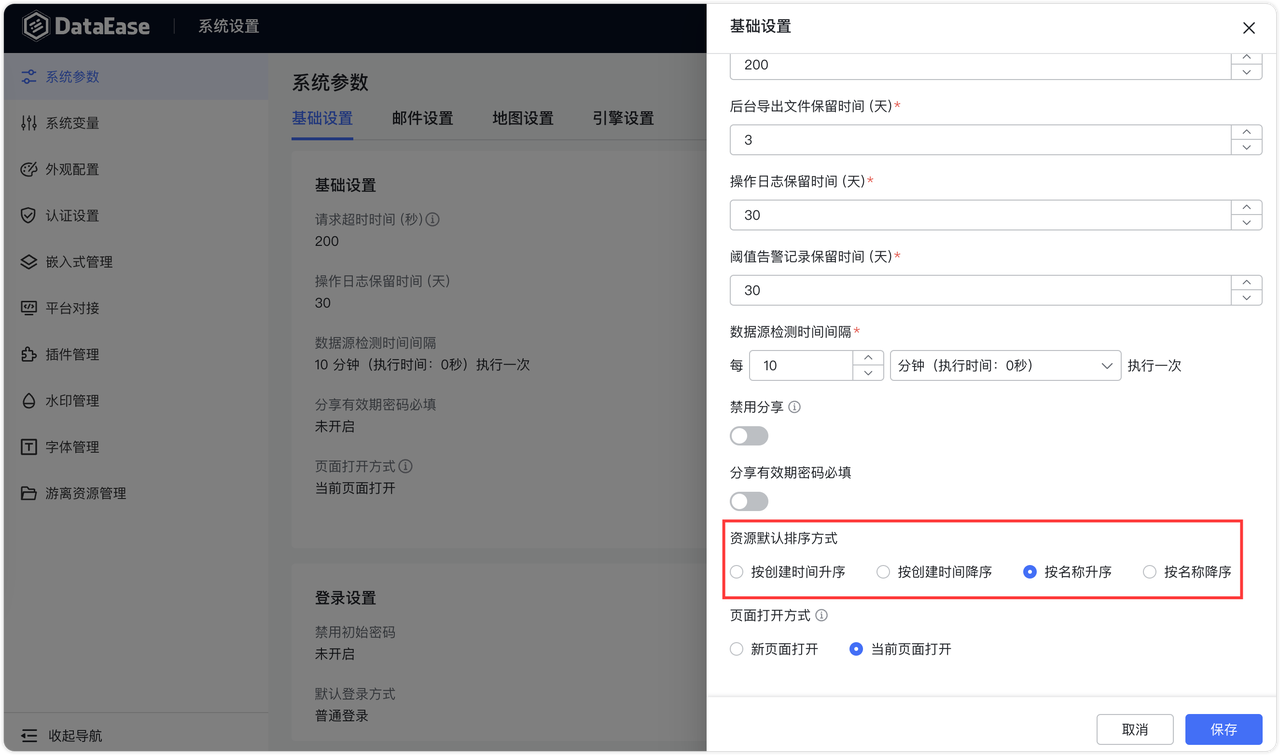 DataEase
系统设置
系统参数
系统变量
外观配置
认证设置
嵌入式管理
平台对接
插件管理
水印管理
字体管理
游离资源管理
收起导航
系统参数
基础设置 邮件设置 地图设置 引擎设置
基础设置
请求超时时间 (秒)
200
操作日志保留时间 (天)
30
数据源检测时间间隔
10 分钟（执行时间：0秒）执行一次
分享有效期密码必填
未开启
页面打开方式
当前页面打开
登录设置
禁用初始密码
未开启
默认登录方式
普通登录
基础设置
200
后台导出文件保留时间 (天)*
3
操作日志保留时间 (天)*
30
阈值告警记录保留时间 (天)*
30
数据源检测时间间隔*
每 10 分钟（执行时间：0秒） 执行一次
禁用分享
分享有效期密码必填
资源默认排序方式
按创建时间升序 按创建时间降序 按名称升序 按名称降序
页面打开方式
新页面打开 当前页面打开
取消 保存